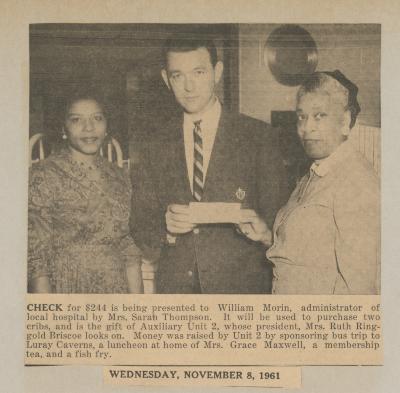 CHECK for $244 is being presented to William Morin, administrator of
local hospital by Mrs. Sarah Thompson. It will be used to purchase two
cribs, and is the gift of Auxiliary Unit 2, whose president, Mrs. Ruth Ring-
gold Briscoe looks on. Money was raised by Unit 2 by sponsoring bus trip to
Luray Caverns, a luncheon at home of Mrs. Grace Maxwell, a membership
tea, and a fish fry.
WEDNESDAY, NOVEMBER 8, 1961